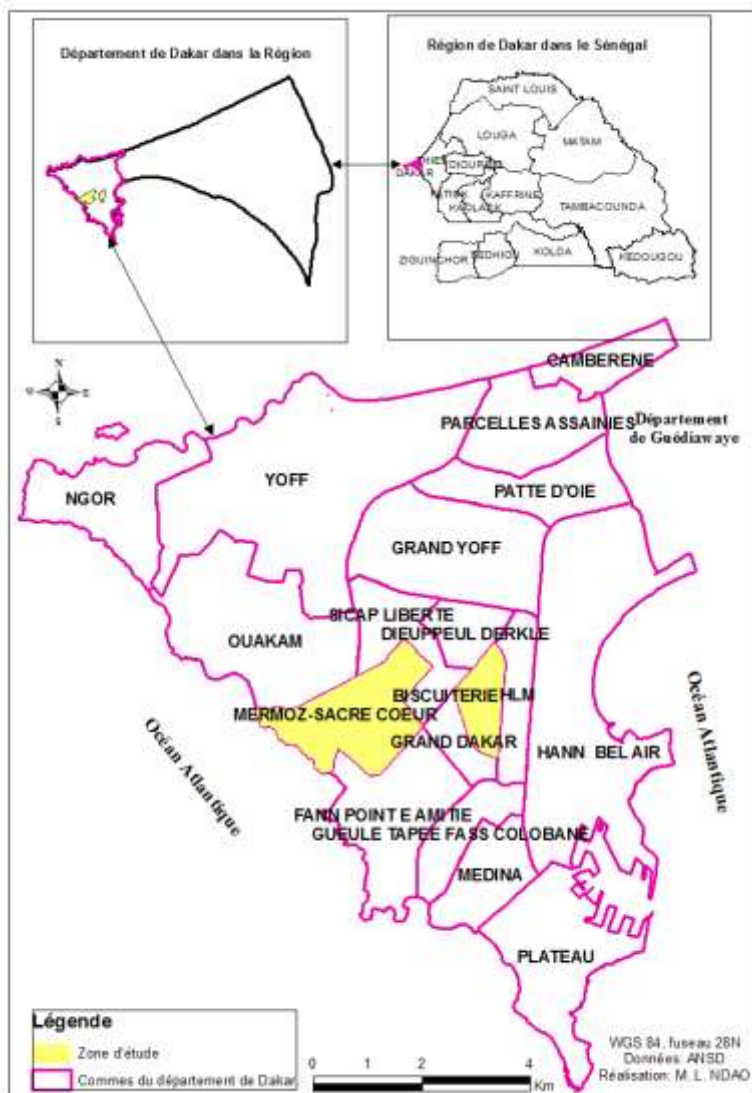 Département de Dakar dans la Région
Région de Dakar dans le Sénégal
SAINT LOUIS
LOUGA
MATAM
DAKAR
KAFFRINE
KAOLACK
TAMBACOUNDA
ZIGUINCHOR
KOLDA
KEDOUGOU
N
W
E
S
CAMBERENE
PARCELLES ASSAINIES
Département
de Guédiawaye
NGOR
YOFF
PATTE D'OIE
GRAND YOFF
SICAP LIBERTE
DIEUPPEUL DERKLE
OUAKAM
BISCUITERIE
HLM
MERMOZ-SACRE COEUR
GRAND DAKAR
HANN BEL AIR
Océan Atlantique
Océan Atlantique
FANN POINT E AMITIE
GUEULE TAPEE FASS COLOBANE
MEDINA
PLATEAU
Légende
Zone d'étude
Commes du département de Dakar
0 2 4
Km
WGS 84, fuseau 28N
Données: ANSD
Réalisation: M. L. NDAO